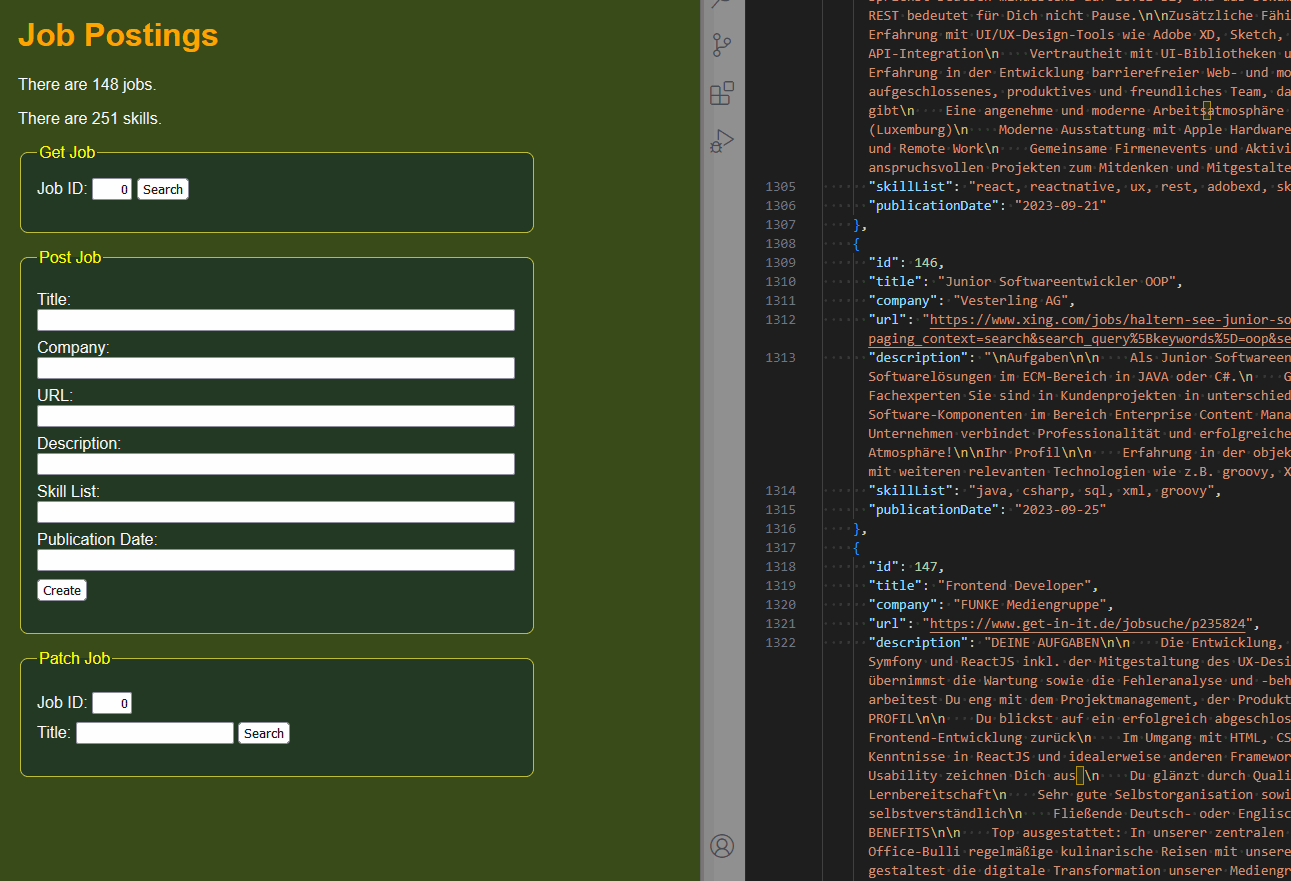 Job Postings
There are 148 jobs.
There are 251 skills.
Get Job
Job ID: 0 Search
Post Job
Title:
Company:
URL:
Description:
Skill List:
Publication Date:
Create
Patch Job
Job ID: 0
Title: Search
REST bedeutet für Dich nicht Pause.\n\nZusätzliche Fähi
Erfahrung mit UI/UX-Design-Tools wie Adobe XD, Sketch,
API-Integration\n    Vertrautheit mit UI-Bibliotheken u
Erfahrung in der Entwicklung barrierefreier Web- und mo
aufgeschlossenes, produktives und freundliches Team, da
gibt\n    Eine angenehme und moderne Arbeitsatmosphäre
(Luxemburg)\n    Moderne Ausstattung mit Apple Hardware
und Remote Work\n    Gemeinsame Firmenevents und Aktivi
anspruchsvollen Projekten zum Mitdenken und Mitgestalte
1305 "skillList": "react, reactnative, ux, rest, adobexd, sk
1306 "publicationDate": "2023-09-21"
1307 },
1308 {
1309 "id": 146,
1310 "title": "Junior Softwareentwickler OOP",
1311 "company": "Vesterling AG",
1312 "url": "https://www.xing.com/jobs/haltern-see-junior-so
paging_context=search&search_query%5Bkeywords%5D=oop&se
1313 "description": "\nAufgaben\n\n    Als Junior Softwareen
Softwarelösungen im ECM-Bereich in JAVA oder C#.\n    G
Fachexperten Sie sind in Kundenprojekten in unterschied
Software-Komponenten im Bereich Enterprise Content Mana
Unternehmen verbindet Professionalität und erfolgreiche
Atmosphäre!\n\nIhr Profil\n\n    Erfahrung in der objek
mit weiteren relevanten Technologien wie z.B. groovy, X
1314 "skillList": "java, csharp, sql, xml, groovy",
1315 "publicationDate": "2023-09-25"
1316 },
1317 {
1318 "id": 147,
1319 "title": "Frontend Developer",
1320 "company": "FUNKE Mediengruppe",
1321 "url": "https://www.get-in-it.de/jobsuche/p235824",
1322 "description": "DEINE AUFGABEN\n\n    Die Entwicklung,
Symfony und ReactJS inkl. der Mitgestaltung des UX-Desi
übernimmst die Wartung sowie die Fehleranalyse und -beh
arbeitest Du eng mit dem Projektmanagement, der Produkt
PROFIL\n\n    Du blickst auf ein erfolgreich abgeschlos
Frontend-Entwicklung zurück\n    Im Umgang mit HTML, CS
Kenntnisse in ReactJS und idealerweise anderen Framewor
Usability zeichnen Dich aus \n    Du glänzt durch Quali
Lernbereitschaft\n    Sehr gute Selbstorganisation sowi
selbstverständlich\n    Fließende Deutsch- oder Englisc
BENEFITS\n\n    Top ausgestattet: In unserer zentralen
Office-Bulli regelmäßige kulinarische Reisen mit unsere
gestaltest die digitale Transformation unserer Mediengr